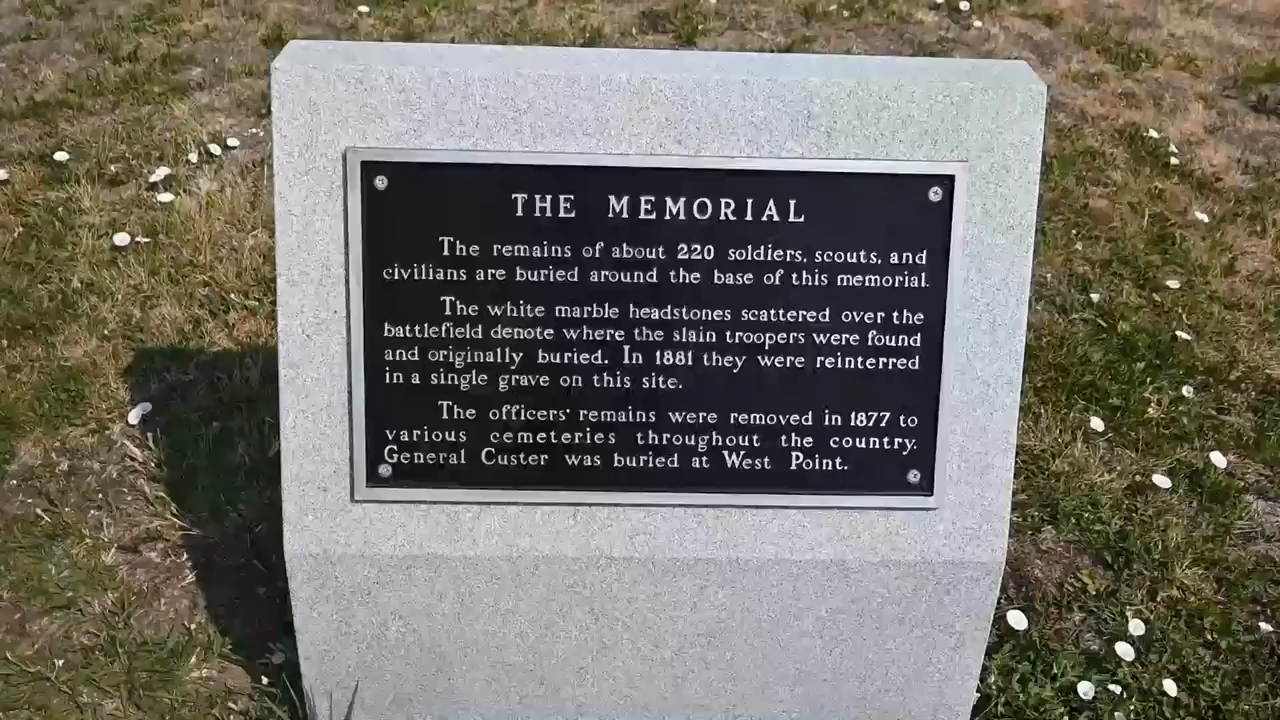 THE MEMORIAL
The remains of about 220 soldiers, scouts, and
civilians are buried around the base of this memorial.
The white marble headstones scattered over the
battlefield denote where the slain troopers were found
and originally buried. In 1881 they were reinterred
in a single grave on this site.
The officers' remains were removed in 1877 to
various cemeteries throughout the country.
General Custer was buried at West Point.